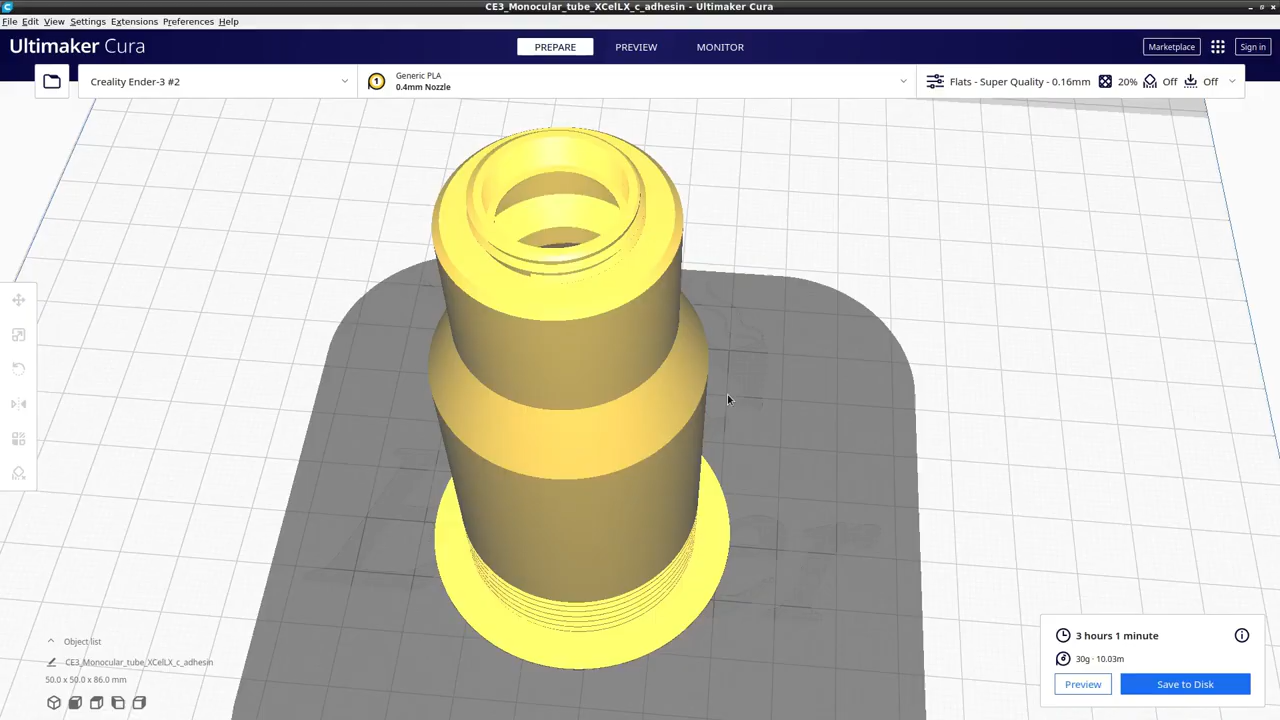 CE3_Monocular_tube_XCelLX_c_adhesin - Ultimaker Cura
File Edit View Settings Extensions Preferences Help
Ultimaker Cura
PREPARE
PREVIEW
MONITOR
Marketplace
Sign in
Creality Ender-3 #2
1
Generic PLA
0.4mm Nozzle
Flats - Super Quality - 0.16mm
20%
Off
Off
Object list
CE3_Monocular_tube_XCelLX_c_adhesin
50.0 x 50.0 x 86.0 mm
3 hours 1 minute
30g · 10.03m
Preview
Save to Disk